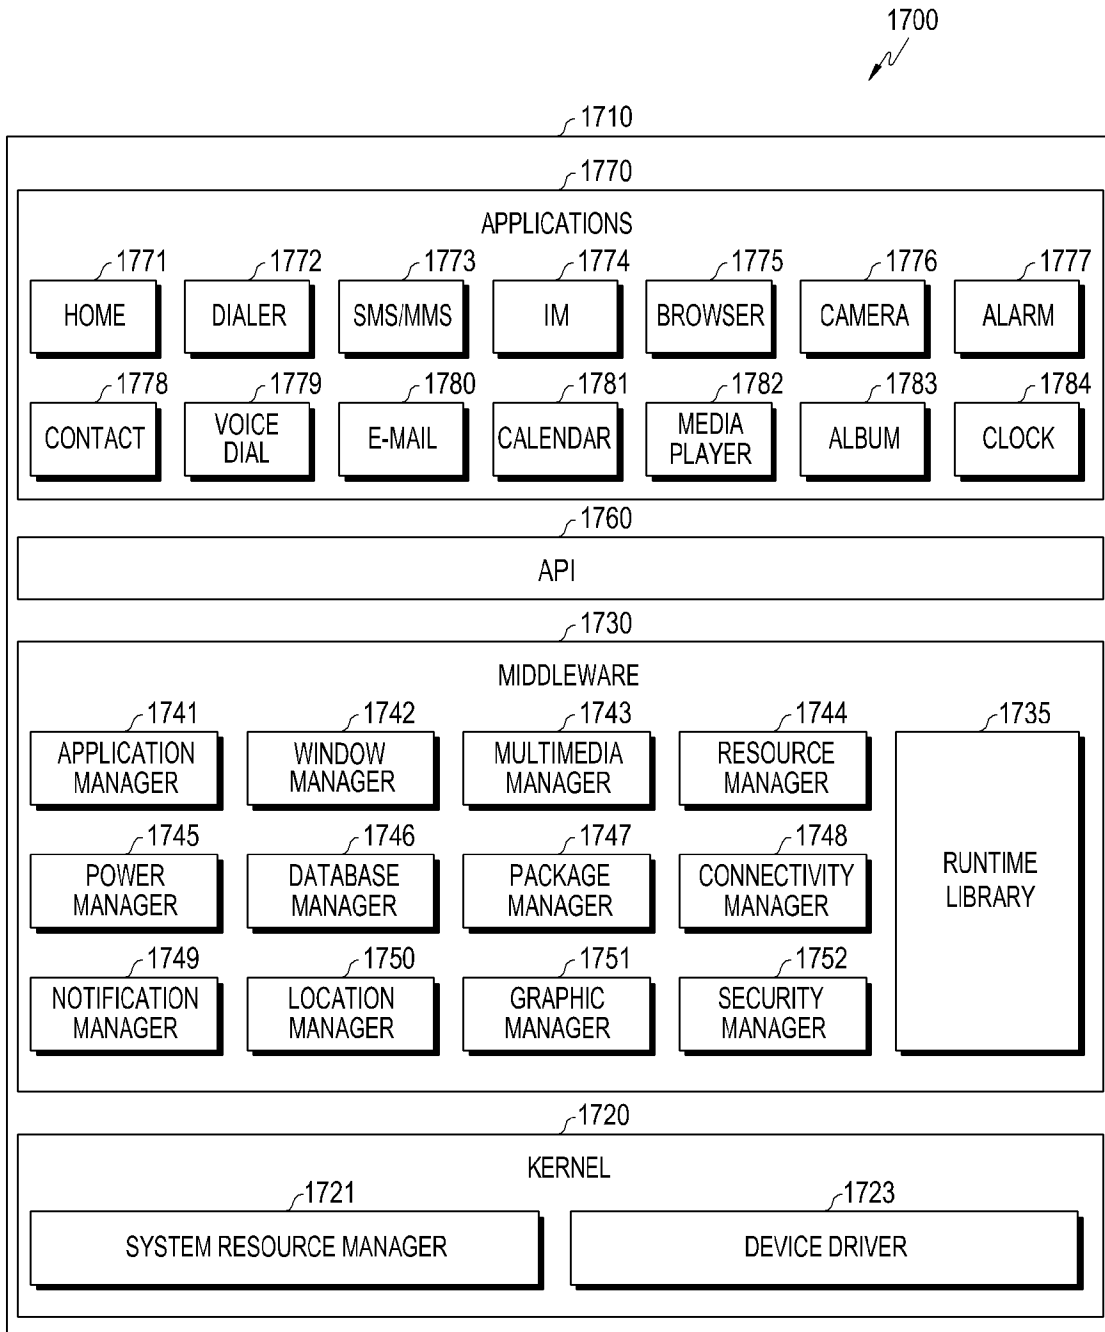 1700
1710
1770
APPLICATIONS
1771 1772 1773 1774 1775 1776 1777
HOME DIALER SMS/MMS IM BROWSER CAMERA ALARM
1778 1779 1780 1781 1782 1783 1784
CONTACT VOICE DIAL E-MAIL CALENDAR MEDIA PLAYER ALBUM CLOCK
1760
API
1730
MIDDLEWARE
1741 1742 1743 1744 1735
APPLICATION MANAGER WINDOW MANAGER MULTIMEDIA MANAGER RESOURCE MANAGER
1745 1746 1747 1748
POWER MANAGER DATABASE MANAGER PACKAGE MANAGER CONNECTIVITY MANAGER RUNTIME LIBRARY
1749 1750 1751 1752
NOTIFICATION MANAGER LOCATION MANAGER GRAPHIC MANAGER SECURITY MANAGER
1720
KERNEL
1721 1723
SYSTEM RESOURCE MANAGER DEVICE DRIVER